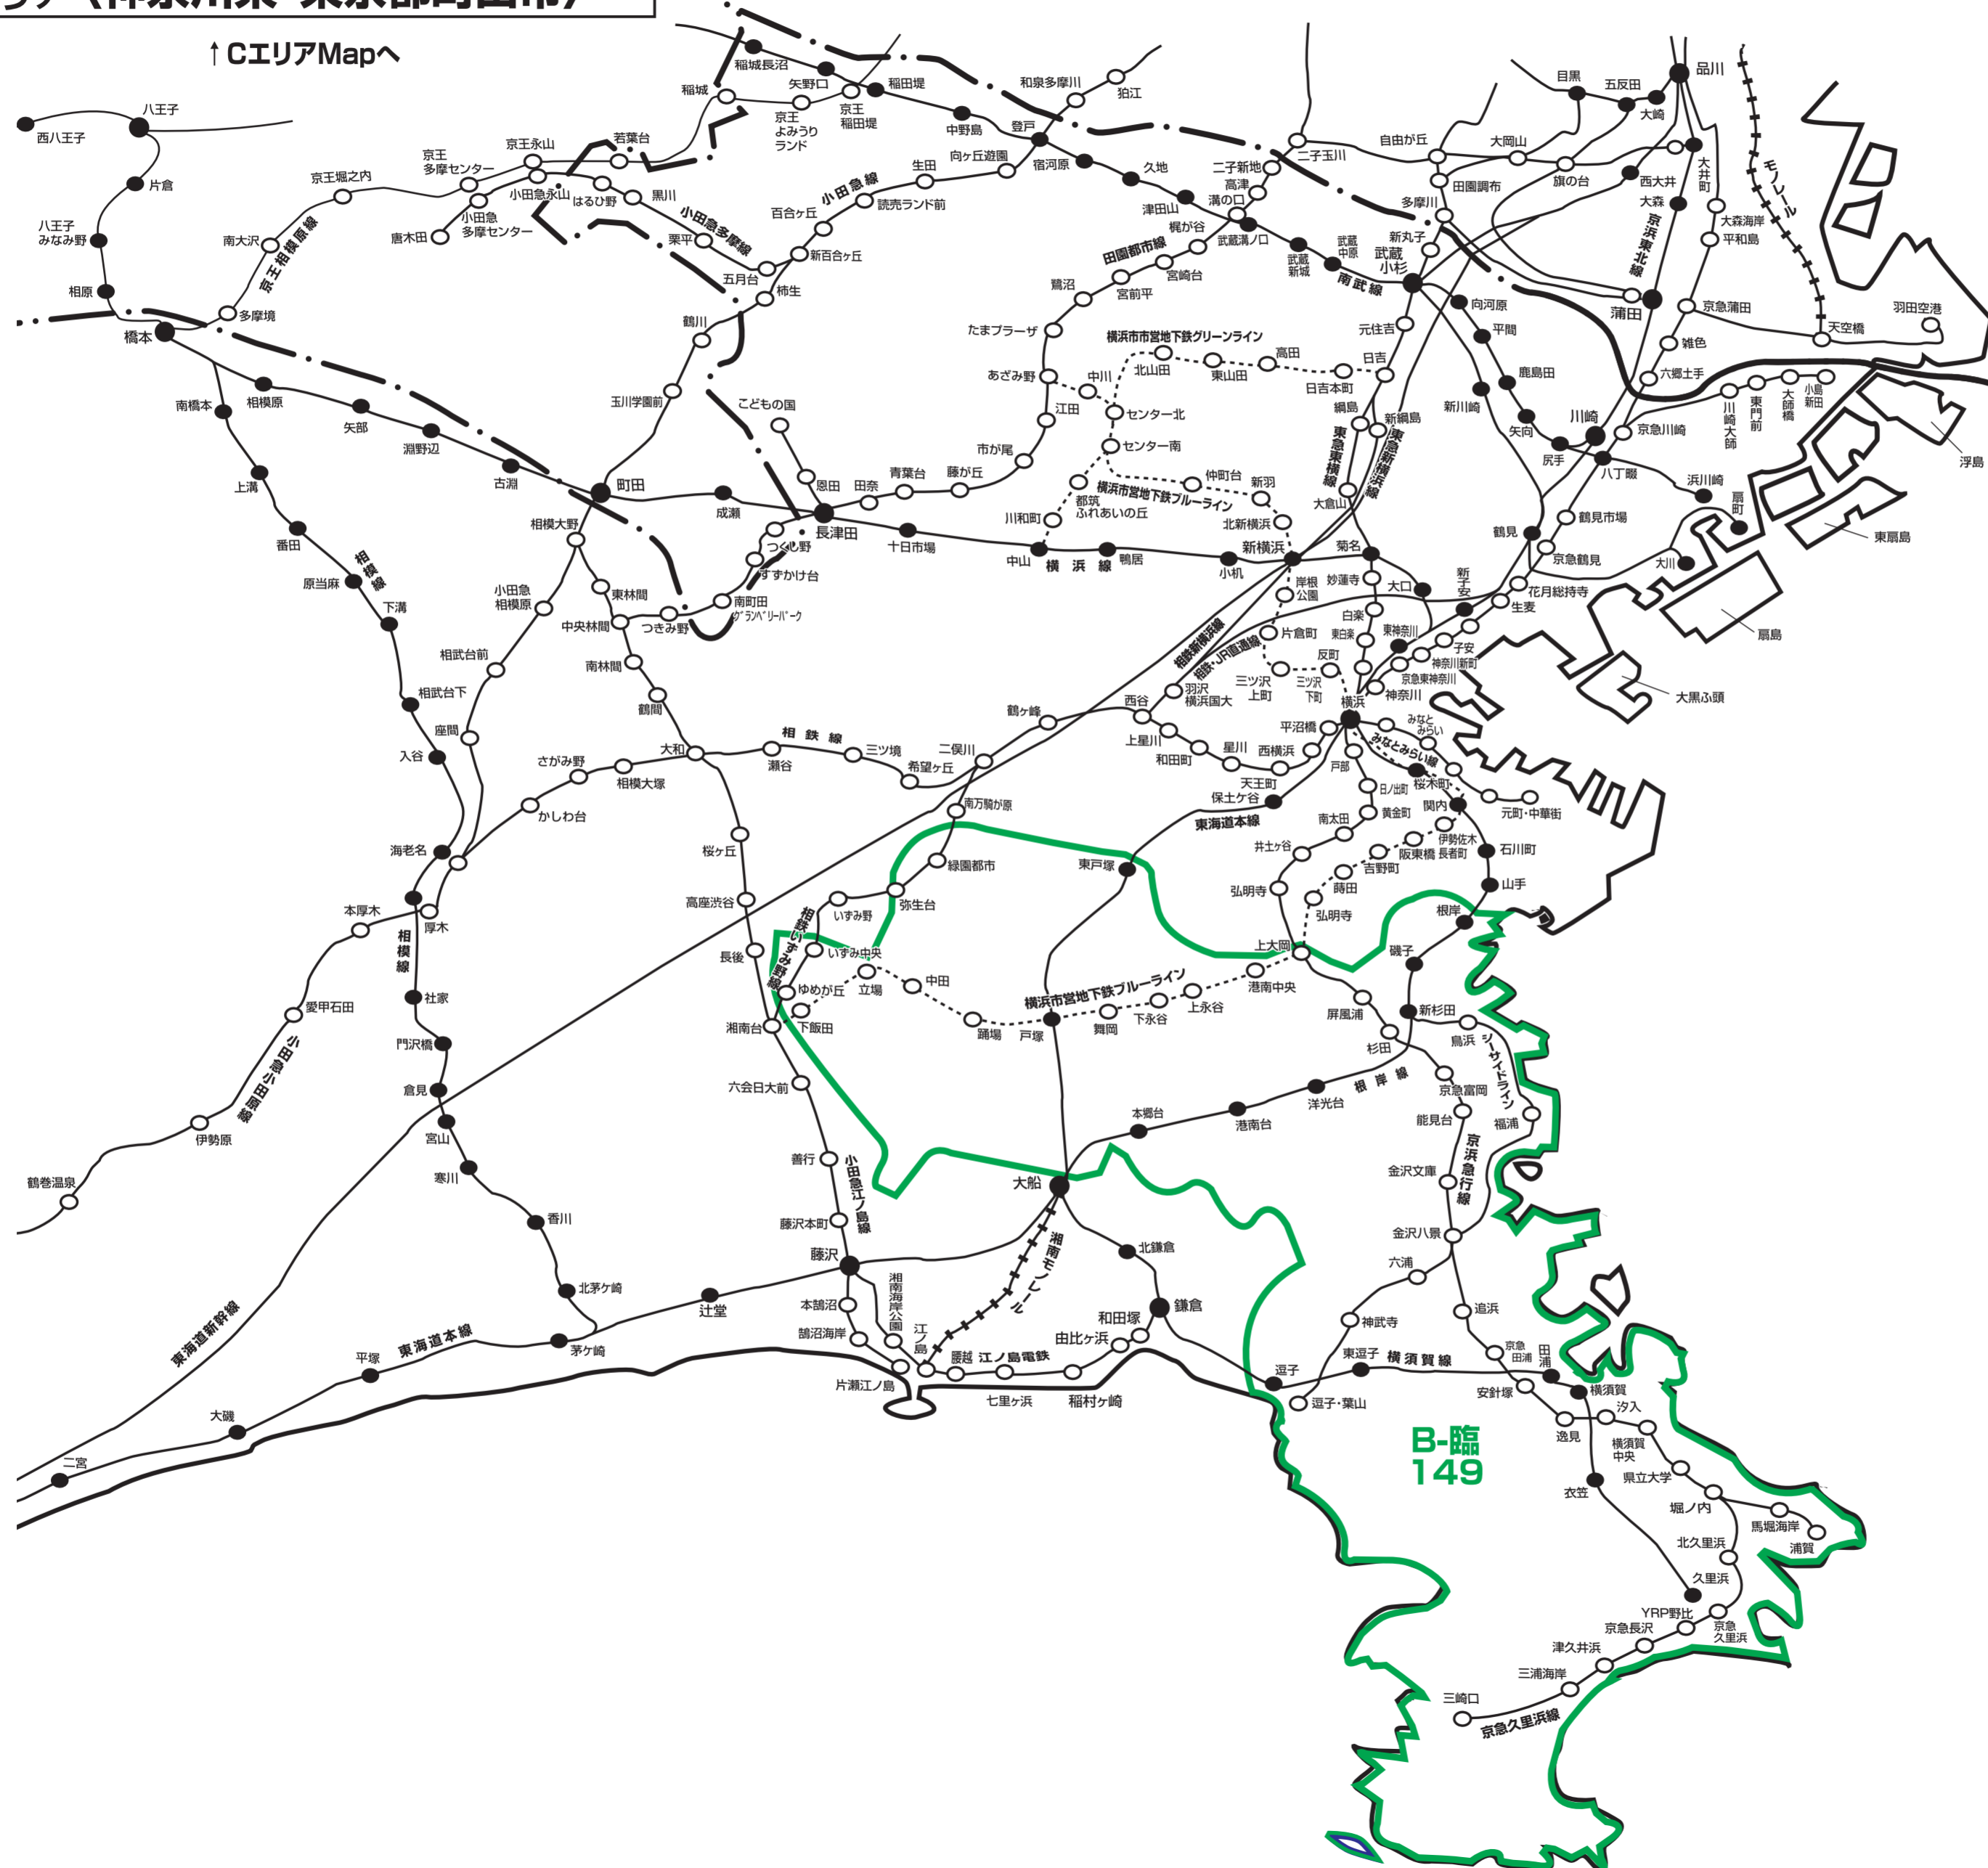 リア（神奈川県・東京都町田市）
↑CエリアMapへ
西八王子
八王子
片倉
八王子
みなみ野
相原
橋本
多摩境
南大沢
京王相模原線
京王堀之内
京王
多摩センター
京王永山
若葉台
稲城
京王
よみうり
ランド
京王
稲田堤
稲城長沼
矢野口
稲田堤
中野島
登戸
和泉多摩川
狛江
唐木田
小田急
多摩センター
小田急永山
はるひ野
黒川
小田急多摩線
栗平
五月台
新百合ヶ丘
百合ヶ丘
小田急線
読売ランド前
生田
向ヶ丘遊園
宿河原
久地
津田山
武蔵溝ノ口
武蔵
新城
武蔵
中原
南武線
武蔵
小杉
新丸子
多摩川
田園調布
自由が丘
二子玉川
二子新地
高津
溝の口
梶が谷
田園都市線
宮崎台
宮前平
鷺沼
たまプラーザ
あざみ野
江田
市が尾
藤が丘
青葉台
田奈
恩田
こどもの国
長津田
目黒
五反田
大崎
品川
大岡山
旗の台
西大井
大井町
大森
大森海岸
平和島
京浜東北線
モノレール
蒲田
京急蒲田
雑色
六郷土手
天空橋
羽田空港
向河原
平間
鹿島田
矢向
尻手
川崎
新川崎
京急川崎
川崎大師
東門前
大師橋
小島
新田
浮島
八丁畷
浜川崎
扇町
東扇島
扇島
大川
大黒ふ頭
鶴見市場
鶴見
京急鶴見
花月総持寺
生麦
新子安
子安
神奈川新町
京急東神奈川
東神奈川
神奈川
元住吉
日吉
日吉本町
高田
東山田
北山田
横浜市市営地下鉄グリーンライン
中川
センター北
センター南
都筑
ふれあいの丘
川和町
中山
横浜市営地下鉄ブルーライン
仲町台
新羽
北新横浜
新横浜
綱島
新綱島
東急東横線
東急新横浜線
大倉山
菊名
妙蓮寺
白楽
東白楽
反町
大口
岸根
公園
片倉町
三ツ沢
上町
三ツ沢
下町
横浜
相鉄新横浜線
相鉄・JR直通線
羽沢
横浜国大
小机
鴨居
横浜線
十日市場
成瀬
町田
玉川学園前
鶴川
柿生
古淵
淵野辺
矢部
相模原
南橋本
上溝
番田
原当麻
相模線
下溝
相武台下
入谷
海老名
相模大野
小田急
相模原
相武台前
座間
東林間
中央林間
南林間
鶴間
大和
つきみ野
南町田
グランベリーパーク
すずかけ台
つくし野
かしわ台
さがみ野
相模大塚
瀬谷
相鉄線
三ツ境
希望ヶ丘
二俣川
鶴ヶ峰
西谷
上星川
和田町
星川
天王町
西横浜
平沼橋
戸部
みなと
みらい
みなとみらい線
桜木町
関内
元町・中華街
日ノ出町
黄金町
南太田
井土ヶ谷
弘明寺
保土ケ谷
東海道本線
東戸塚
伊勢佐木
長者町
阪東橋
吉野町
蒔田
弘明寺
上大岡
石川町
山手
根岸
磯子
新杉田
南万騎が原
緑園都市
弥生台
いずみ野
いずみ中央
相鉄いずみ野線
ゆめが丘
下飯田
立場
中田
踊場
戸塚
横浜市営地下鉄ブルーライン
舞岡
下永谷
上永谷
港南中央
桜ヶ丘
高座渋谷
長後
湘南台
六会日大前
善行
藤沢本町
小田急江ノ島線
藤沢
本鵠沼
鵠沼海岸
片瀬江ノ島
本厚木
厚木
相模線
愛甲石田
小田急小田原線
伊勢原
鶴巻温泉
社家
門沢橋
倉見
宮山
寒川
香川
北茅ケ崎
茅ケ崎
辻堂
平塚
大磯
二宮
東海道本線
東海道新幹線
屏風浦
杉田
鳥浜
シーサイドライン
福浦
京急富岡
能見台
京浜急行線
金沢文庫
金沢八景
根岸線
洋光台
港南台
本郷台
大船
湘南モノレール
北鎌倉
鎌倉
和田塚
由比ヶ浜
稲村ヶ崎
七里ヶ浜
江ノ島電鉄
腰越
江ノ島
湘南海岸公園
六浦
神武寺
逗子・葉山
逗子
東逗子
横須賀線
田浦
横須賀
追浜
京急
田浦
安針塚
逸見
汐入
横須賀
中央
県立大学
堀ノ内
馬堀海岸
浦賀
衣笠
北久里浜
久里浜
京急
久里浜
YRP野比
京急長沢
津久井浜
三浦海岸
三崎口
京急久里浜線
B-臨
149